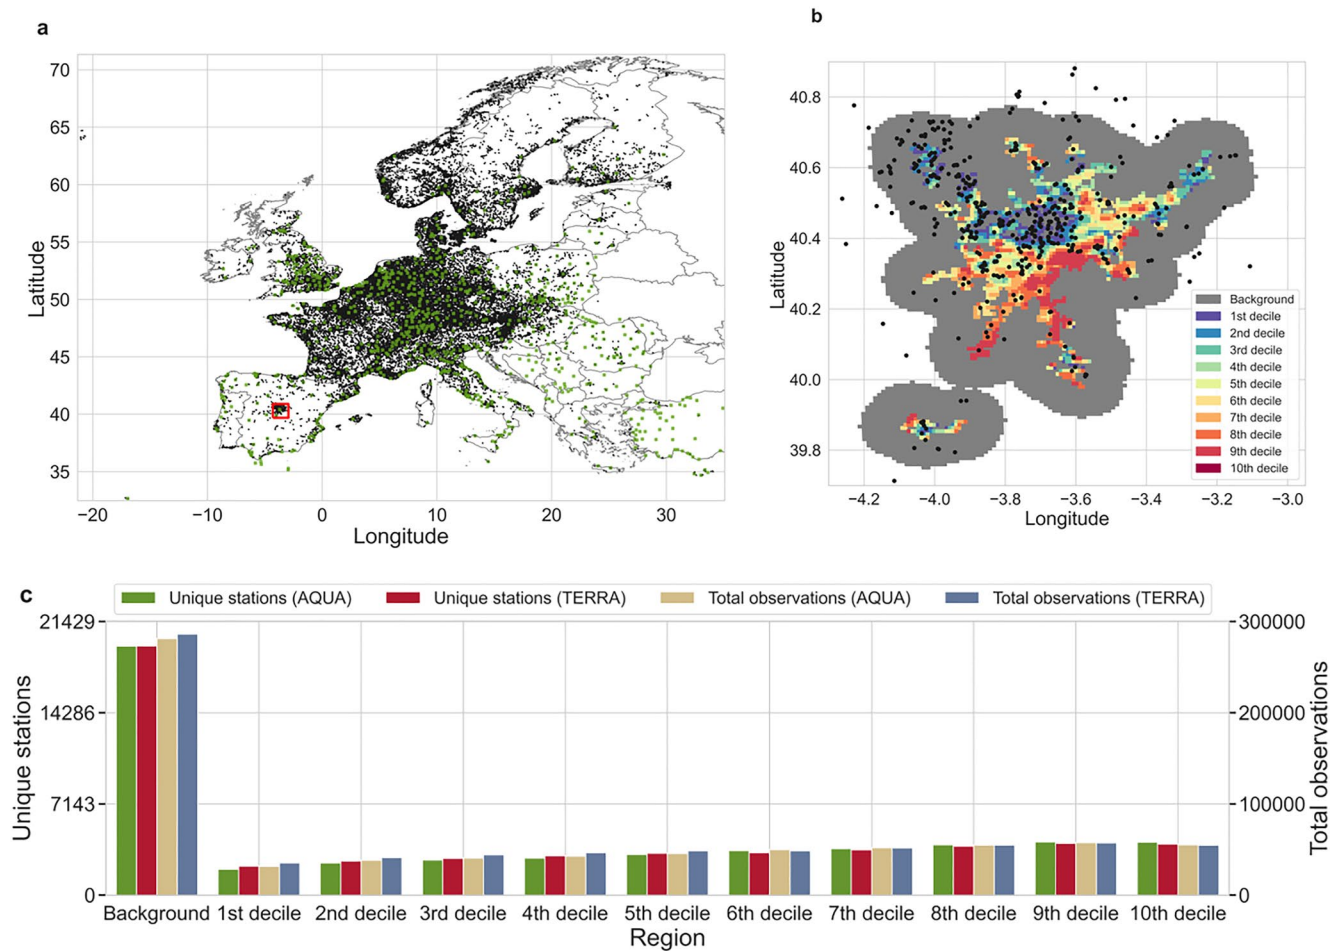 a
70
65
60
55
50
45
40
35
Latitude
−20
−10
0
10
20
30
Longitude
b
40.8
40.6
40.4
40.2
40.0
39.8
Latitude
Background
1st decile
2nd decile
3rd decile
4th decile
5th decile
6th decile
7th decile
8th decile
9th decile
10th decile
−4.2
−4.0
−3.8
−3.6
−3.4
−3.2
−3.0
Longitude
c
Unique stations (AQUA)
Unique stations (TERRA)
Total observations (AQUA)
Total observations (TERRA)
21429
14286
7143
0
Unique stations
300000
200000
100000
0
Total observations
Background 1st decile 2nd decile 3rd decile 4th decile 5th decile 6th decile 7th decile 8th decile 9th decile 10th decile
Region